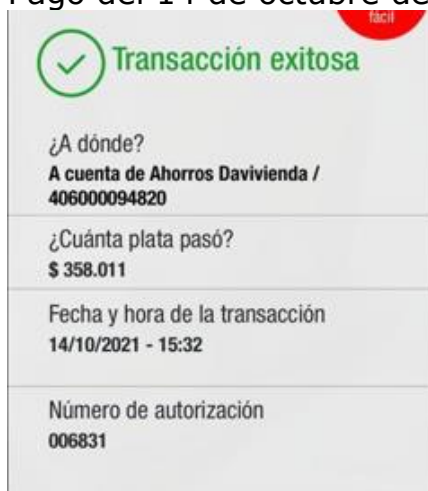 Pago del 14 de octubre de
fácil
Transacción exitosa
¿A dónde?
A cuenta de Ahorros Davivienda /
406000094820
¿Cuánta plata pasó?
$ 358.011
Fecha y hora de la transacción
14/10/2021 - 15:32
Número de autorización
006831